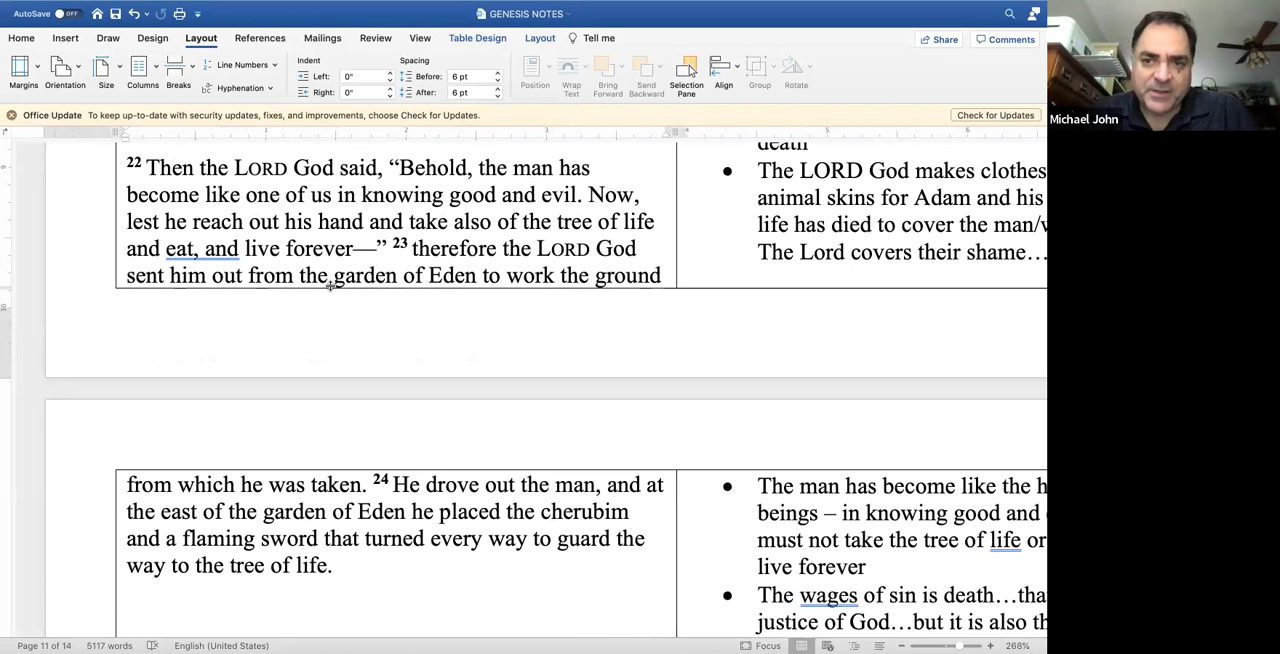 AutoSave OFF
GENESIS NOTES
Home Insert Draw Design Layout References Mailings Review View Table Design Layout Tell me
Share Comments
Margins Orientation Size Columns Breaks
Line Numbers
Hyphenation
Indent
Left: 0"
Right: 0"
Spacing
Before: 6 pt
After: 6 pt
Position Wrap Text Bring Forward Send Backward Selection Pane Align Group Rotate
Office Update To keep up-to-date with security updates, fixes, and improvements, choose Check for Updates.
Check for Updates
Michael John
1 2 3 4 5 6
22 Then the LORD God said, “Behold, the man has
become like one of us in knowing good and evil. Now,
lest he reach out his hand and take also of the tree of life
and eat, and live forever—” 23 therefore the LORD God
sent him out from the garden of Eden to work the ground
death
• The LORD God makes clothes
animal skins for Adam and his
life has died to cover the man/
The Lord covers their shame…
from which he was taken. 24 He drove out the man, and at
the east of the garden of Eden he placed the cherubim
and a flaming sword that turned every way to guard the
way to the tree of life.
• The man has become like the
beings – in knowing good and
must not take the tree of life or
live forever
• The wages of sin is death…
justice of God…but it is also
Page 11 of 14 5117 words English (United States) Focus 268%